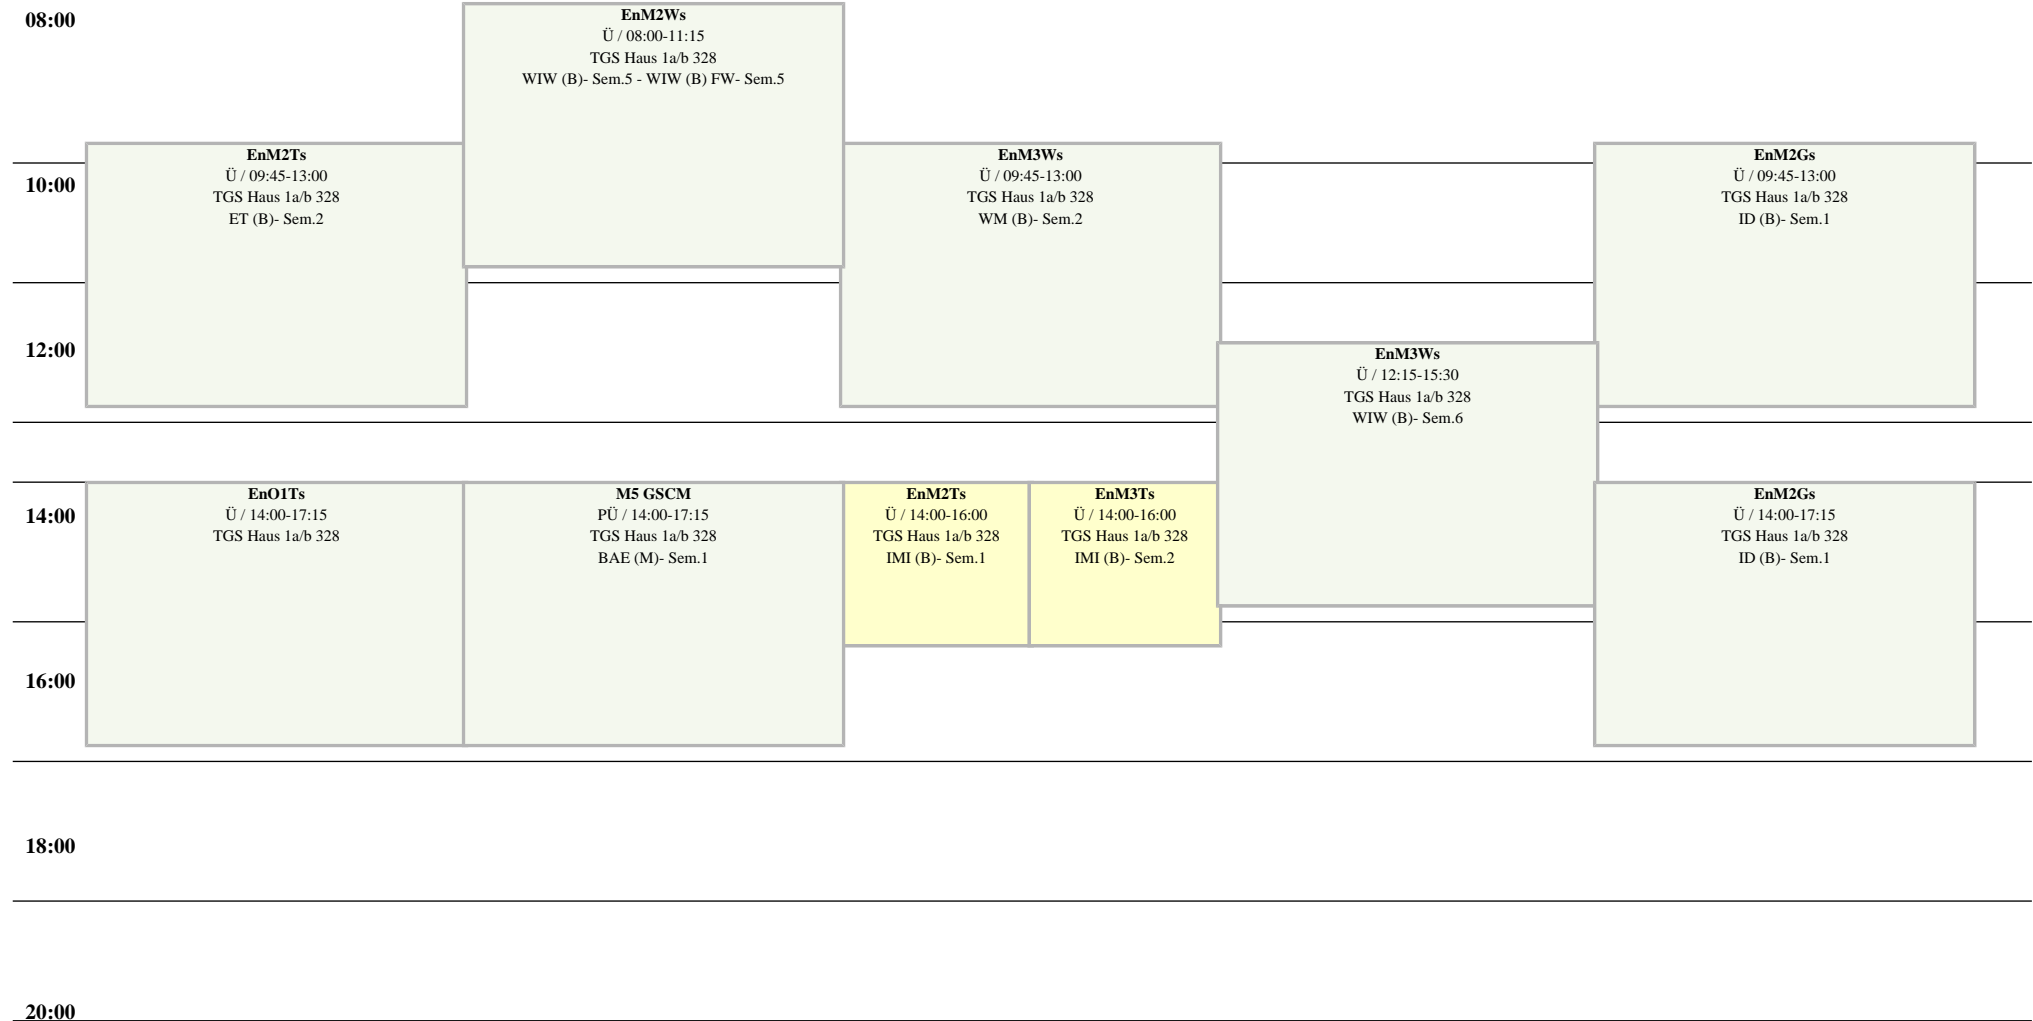 08:00
EnM2Ws
Ü / 08:00-11:15
TGS Haus 1a/b 328
WIW (B)- Sem.5 - WIW (B) FW- Sem.5
EnM2Ts
Ü / 09:45-13:00
TGS Haus 1a/b 328
ET (B)- Sem.2
EnM3Ws
Ü / 09:45-13:00
TGS Haus 1a/b 328
WM (B)- Sem.2
EnM2Gs
Ü / 09:45-13:00
TGS Haus 1a/b 328
ID (B)- Sem.1
10:00
12:00
EnM3Ws
Ü / 12:15-15:30
TGS Haus 1a/b 328
WIW (B)- Sem.6
EnO1Ts
Ü / 14:00-17:15
TGS Haus 1a/b 328
M5 GSCM
PÜ / 14:00-17:15
TGS Haus 1a/b 328
BAE (M)- Sem.1
EnM2Ts
Ü / 14:00-16:00
TGS Haus 1a/b 328
IMI (B)- Sem.1
EnM3Ts
Ü / 14:00-16:00
TGS Haus 1a/b 328
IMI (B)- Sem.2
EnM2Gs
Ü / 14:00-17:15
TGS Haus 1a/b 328
ID (B)- Sem.1
14:00
16:00
18:00
20:00